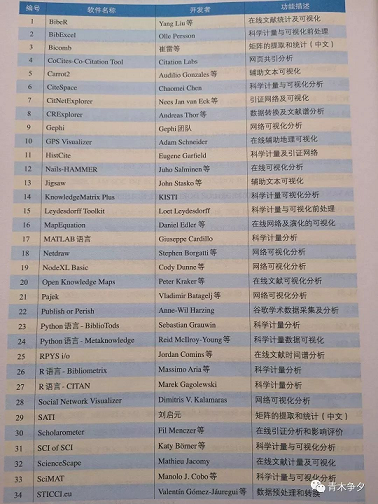 编号 软件名称 开发者 功能描述
1 BibeR Yang Liu 等 在线文献统计及可视化
2 BibExcel Olle Persson 科学计量与可视化前处理
3 Bicomb 崔雷等 矩阵的提取和统计（中文）
4 CoCites-Co-Citation Tool Citation Labs 网页共引分析
5 Carrot2 Audilio Gonzales 等 辅助文本可视化
6 CiteSpace Chaomei Chen 科学计量与可视化分析
7 CitNetExplorer Nees Jan van Eck 等 引证网络及可视化
8 CRExplorer Andreas Thor 等 数据转换及文献谱分析
9 Gephi Gephi 团队 网络可视化分析
10 GPS Visualizer Adam Schneider 在线辅助地理可视化
11 HistCite Eugene Garfield 科学计量及引证网络
12 Nails-HAMMER Juho Salminen 等 在线可视化分析
13 Jigsaw John Stasko 等 辅助文本可视化
14 KnowledgeMatrix Plus KISTI 科学计量可视化分析
15 Leydesdorff Toolkit Loet Leydesdorff 科学计量与可视化前处理
16 MapEquation Daniel Edler 等 在线网络及演化的可视化
17 MATLAB 语言 Giuseppe Cardillo 科学计量分析
18 Netdraw Stephen Borgatti 等 网络可视化分析
19 NodeXL Basic Cody Dunne 等 网络可视化分析
20 Open Knowledge Maps Peter Kraker 等 在线文献可视化分析
21 Pajek Vladimir Batagelj 等 网络可视化分析
22 Publish or Perish Anne-Wil Harzing 谷歌学术数据采集及分析
23 Python 语言 - BiblioTools Sebastian Grauwin 科学计量分析
24 Python 语言 - Metaknowledge Reid McIlroy-Young 等 科学计量数据可视化
25 RPYS i/o Jordan Comins 等 在线文献时间谱分析
26 R 语言 - Bibliometrix Massimo Aria 等 科学计量分析
27 R 语言 - CITAN Marek Gagolewski 科学计量分析
28 Social Network Visualizer Dimitris V. Kalamaras 网络可视化分析
29 SATI 刘启元 矩阵的提取和统计（中文）
30 Scholarometer Fil Menczer 等 在线引证分析和影响评价
31 SCI of SCI Katy Börner 等 科学计量与可视化分析
32 ScienceScape Mathieu Jacomy 在线文献计量及可视化
33 SciMAT Manolo J. Cobo 等 科学计量与可视化分析
34 STICCI.eu Valentín Gómez-Jáuregui 等 数据预处理和转换
青木争夕